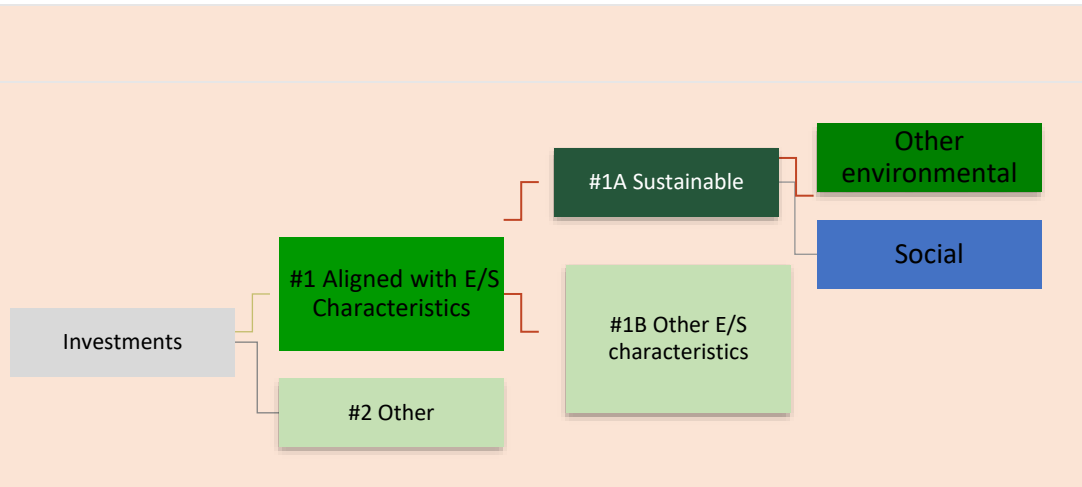 Other
environmental
#1A Sustainable
Social
#1 Aligned with E/S
Characteristics
#1B Other E/S
characteristics
Investments
#2 Other